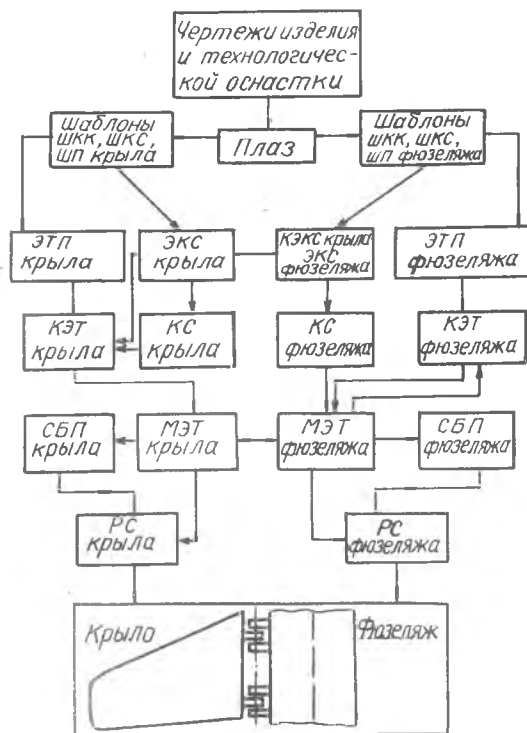 Чертежи изделия
и технологичес-
кой оснастки
Шаблоны
шкк, шкс,
шп крыла
Плаз
Шаблоны
шкк, шкс,
шп фюзеляжа
ЭТП
крыла
ЭКС
крыла
КЭКС крыла
ЭКС
фюзеляжа
ЭТП
фюзеляжа
КЭТ
крыла
КС
крыла
КС
фюзеляжа
КЭТ
фюзеляжа
СБП
крыла
МЭТ
крыла
МЭТ
фюзеляжа
СБП
фюзеляжа
РС
крыла
РС
фюзеляжа
Крыло
Фюзеляж